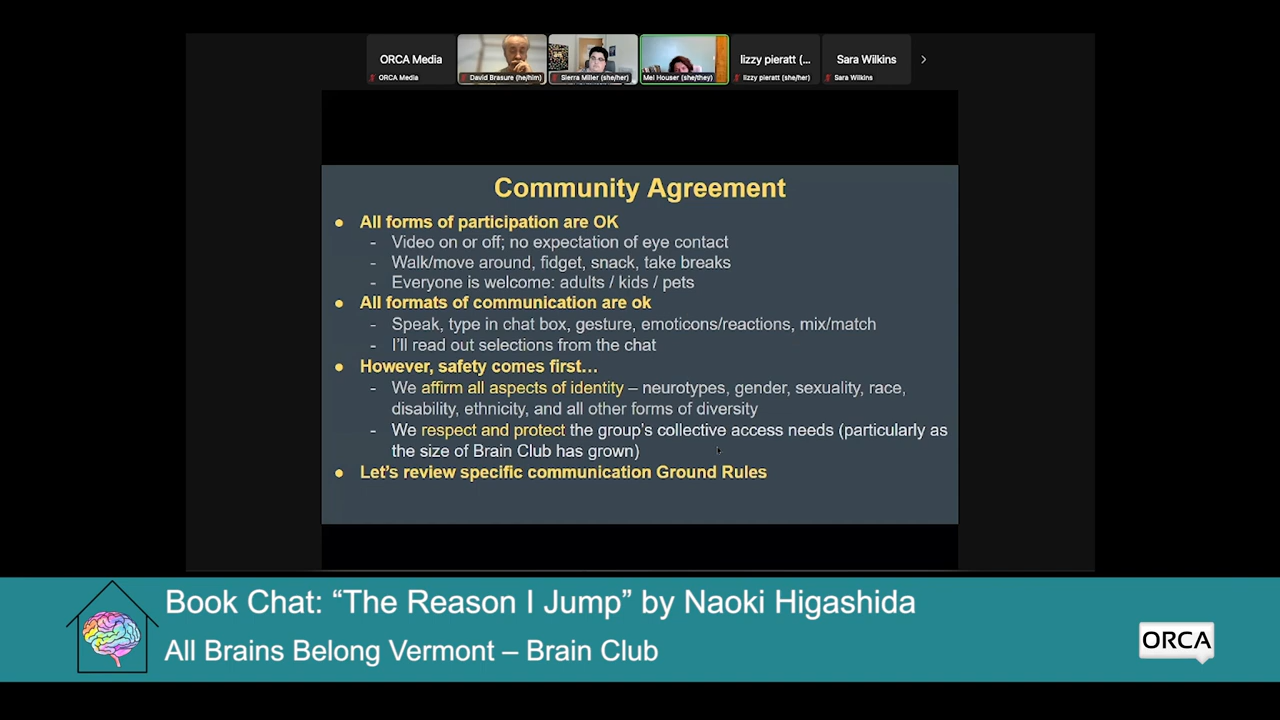 ORCA Media
lizzy pieratt (...
Sara Wilkins
ORCA Media
David Brasure (he/him)
Sierra Miller (she/her)
Mel Houser (she/they)
lizzy pieratt (she/her)
Sara Wilkins
Community Agreement
● All forms of participation are OK
- Video on or off; no expectation of eye contact
- Walk/move around, fidget, snack, take breaks
- Everyone is welcome: adults / kids / pets
● All formats of communication are ok
- Speak, type in chat box, gesture, emoticons/reactions, mix/match
- I'll read out selections from the chat
● However, safety comes first…
- We affirm all aspects of identity – neurotypes, gender, sexuality, race,
disability, ethnicity, and all other forms of diversity
- We respect and protect the group's collective access needs (particularly as
the size of Brain Club has grown)
● Let's review specific communication Ground Rules
Book Chat: “The Reason I Jump” by Naoki Higashida
All Brains Belong Vermont – Brain Club
ORCA